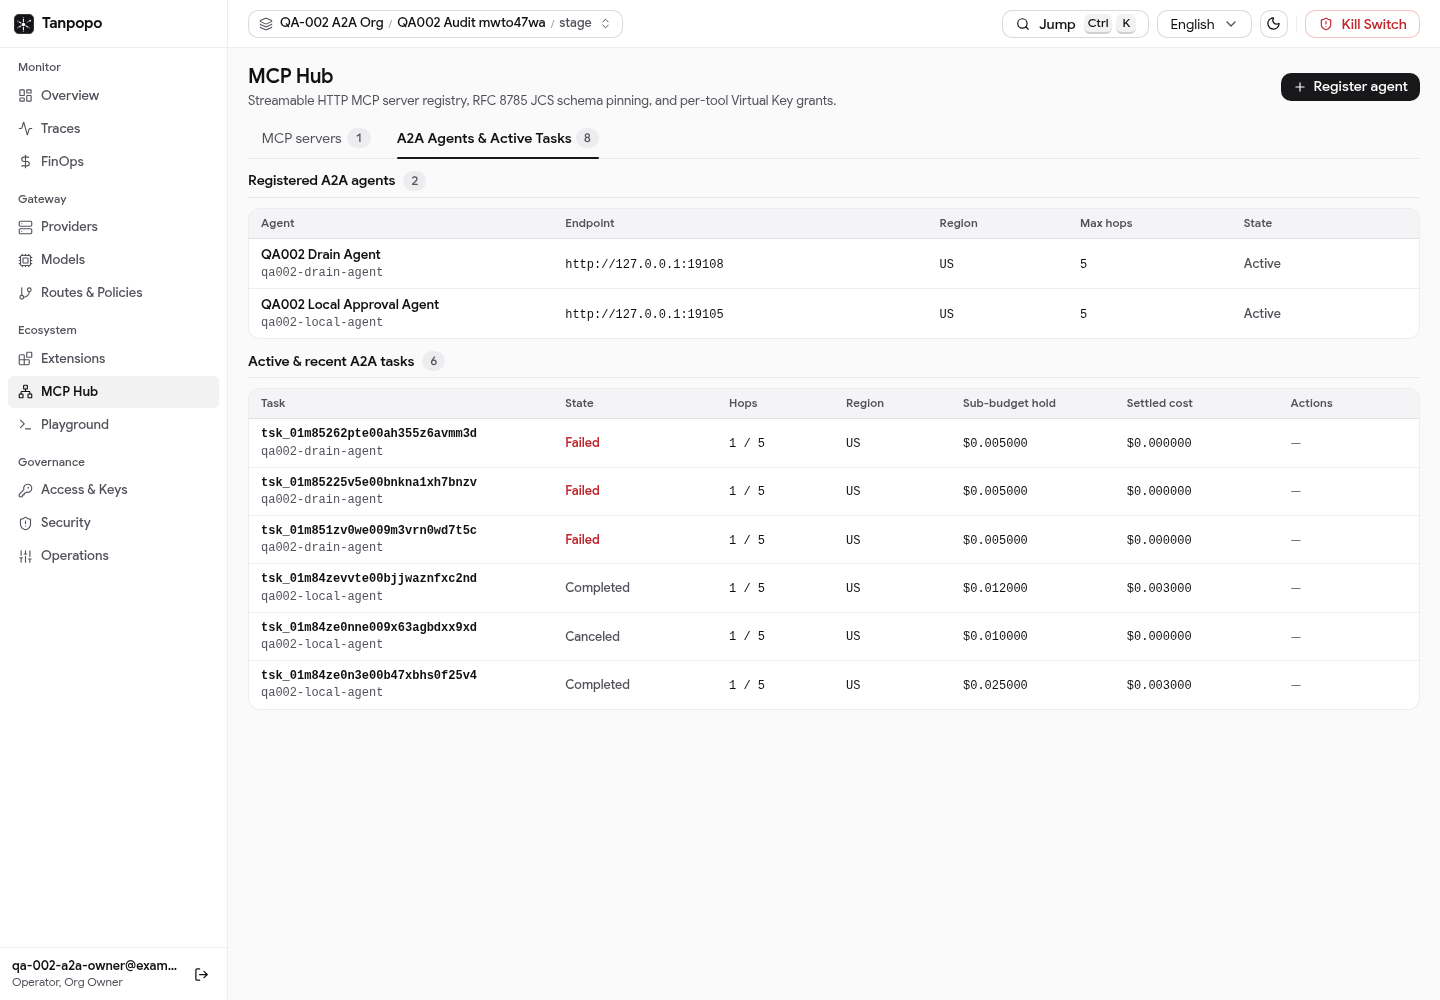 Tanpopo
QA-002 A2A Org / QA002 Audit mwto47wa / stage
Jump Ctrl K
English
Kill Switch
Monitor
Overview
Traces
FinOps
Gateway
Providers
Models
Routes & Policies
Ecosystem
Extensions
MCP Hub
Playground
Governance
Access & Keys
Security
Operations
qa-002-a2a-owner@exam...
Operator, Org Owner
MCP Hub
Streamable HTTP MCP server registry, RFC 8785 JCS schema pinning, and per-tool Virtual Key grants.
Register agent
MCP servers 1 A2A Agents & Active Tasks 8
Registered A2A agents 2
Agent Endpoint Region Max hops State
QA002 Drain Agent
qa002-drain-agent
http://127.0.0.1:19108 US 5 Active
QA002 Local Approval Agent
qa002-local-agent
http://127.0.0.1:19105 US 5 Active
Active & recent A2A tasks 6
Task State Hops Region Sub-budget hold Settled cost Actions
tsk_01m85262pte00ah355z6avmm3d
qa002-drain-agent
Failed 1 / 5 US $0.005000 $0.000000 —
tsk_01m85225v5e00bnkna1xh7bnzv
qa002-drain-agent
Failed 1 / 5 US $0.005000 $0.000000 —
tsk_01m851zv0we009m3vrn0wd7t5c
qa002-drain-agent
Failed 1 / 5 US $0.005000 $0.000000 —
tsk_01m84zevvte00bjjwaznfxc2nd
qa002-local-agent
Completed 1 / 5 US $0.012000 $0.000000 —
tsk_01m84ze0nne009x63agbdxx9xd
qa002-local-agent
Canceled 1 / 5 US $0.010000 $0.000000 —
tsk_01m84ze0n3e00b47xbhs0f25v4
qa002-local-agent
Completed 1 / 5 US $0.025000 $0.003000 —